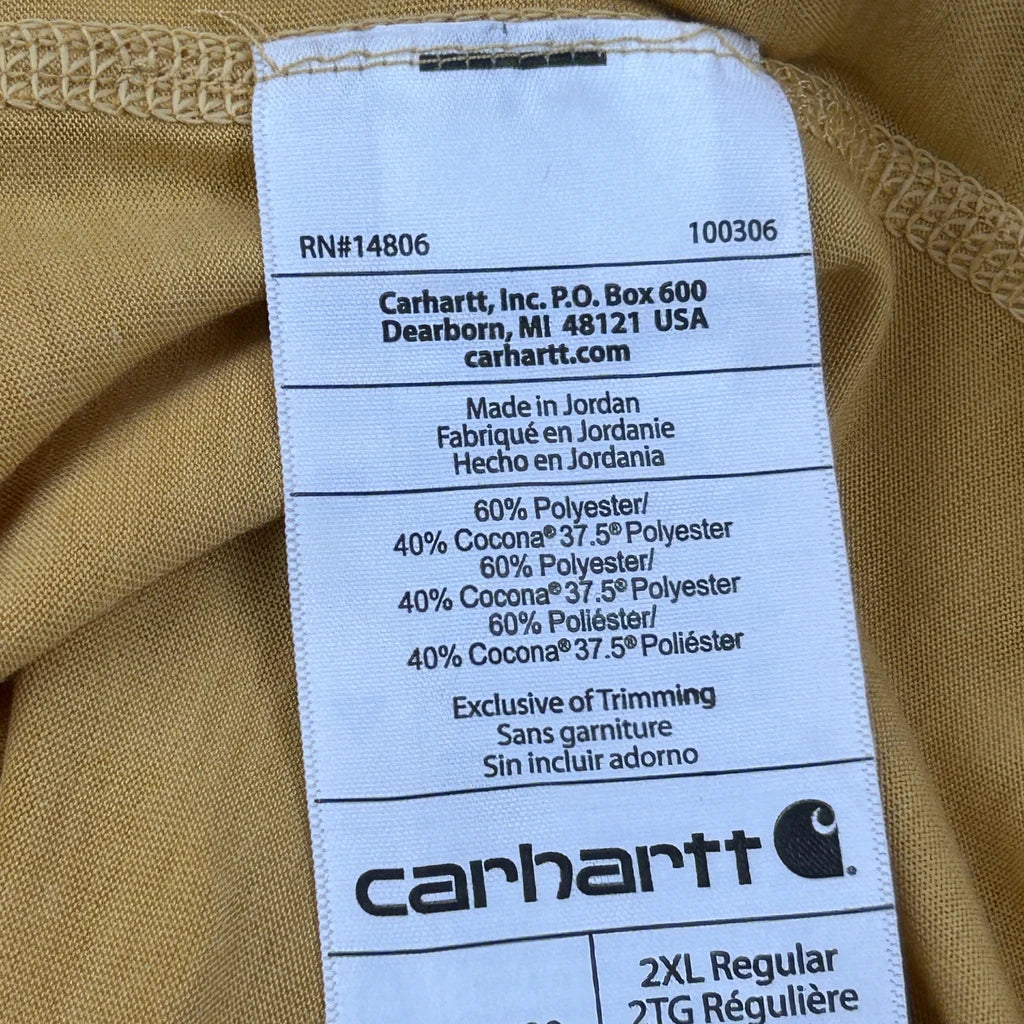 RN#14806 100306
Carhartt, Inc. P.O. Box 600
Dearborn, MI 48121 USA
carhartt.com
Made in Jordan
Fabriqué en Jordanie
Hecho en Jordania
60% Polyester/
40% Cocona® 37.5® Polyester
60% Polyester/
40% Cocona® 37.5® Polyester
60% Poliéster/
40% Cocona® 37.5® Poliéster
Exclusive of Trimming
Sans garniture
Sin incluir adorno
carhartt
2XL Regular
2TG Régulière